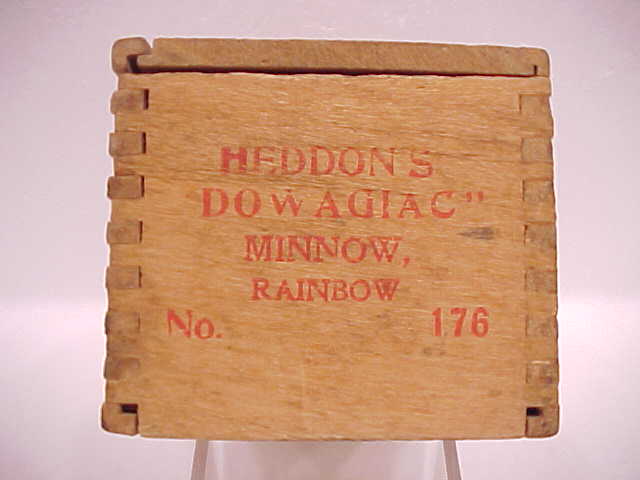 HEDDON'S
DOWAGIAC"
MINNOW,
RAINBOW
No. 176